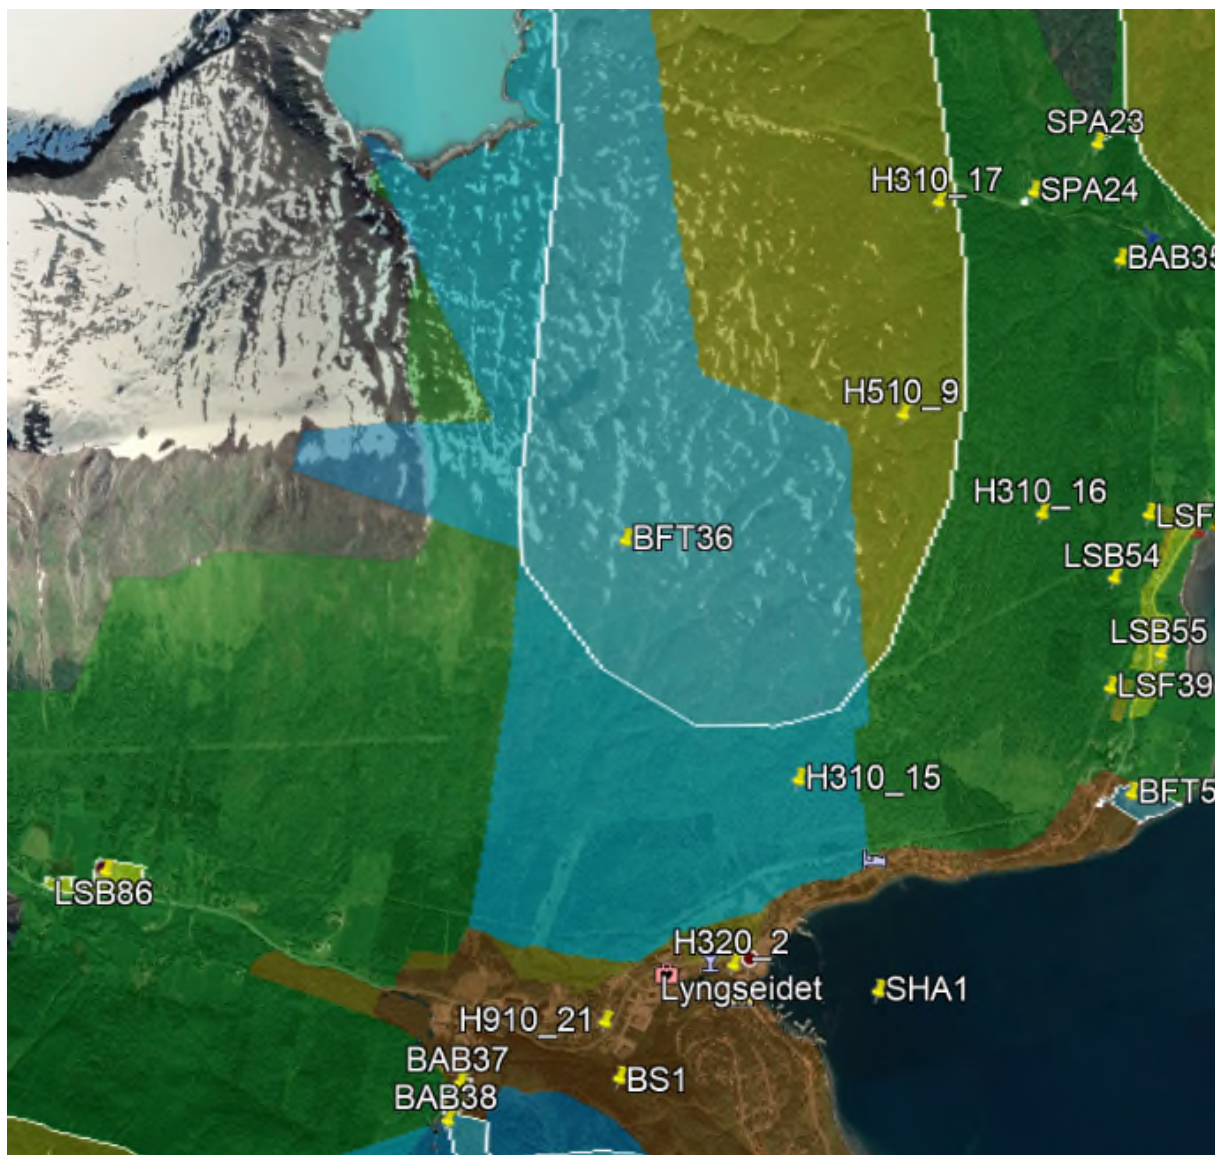 SPA23
H310_17
SPA24
BAB35
H510_9
H310_16
LSF
BFT36
LSB54
LSB55
LSF39
H310_15
BFT5
LSB86
H320_2
Lyngseidet
SHA1
H910_21
BAB37
BS1
BAB38